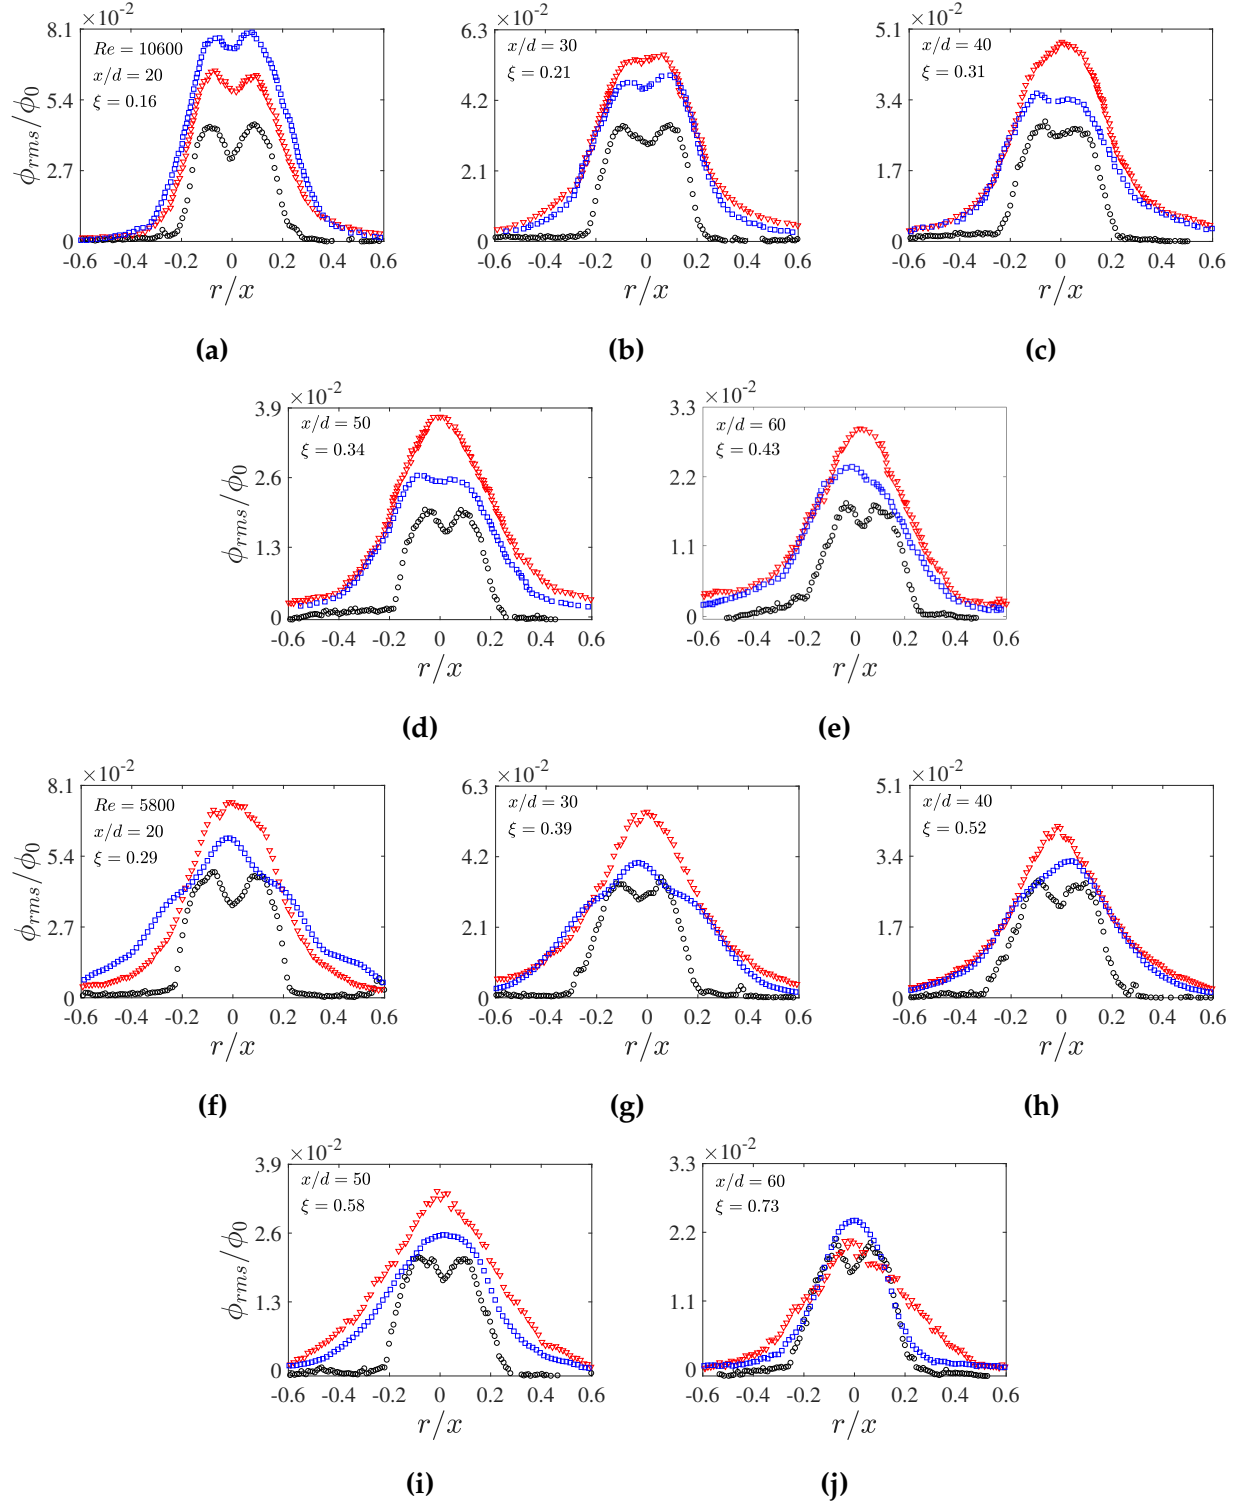 ×10⁻²
8.1
5.4
2.7
0
ϕrms/ϕ0
Re = 10600
x/d = 20
ξ = 0.16
-0.6 -0.4 -0.2 0 0.2 0.4 0.6
r/x
(a)
×10⁻²
6.3
4.2
2.1
0
x/d = 30
ξ = 0.21
-0.6 -0.4 -0.2 0 0.2 0.4 0.6
r/x
(b)
×10⁻²
5.1
3.4
1.7
0
x/d = 40
ξ = 0.31
-0.6 -0.4 -0.2 0 0.2 0.4 0.6
r/x
(c)
×10⁻²
3.9
2.6
1.3
0
ϕrms/ϕ0
x/d = 50
ξ = 0.34
-0.6 -0.4 -0.2 0 0.2 0.4 0.6
r/x
(d)
×10⁻²
3.3
2.2
1.1
0
x/d = 60
ξ = 0.43
-0.6 -0.4 -0.2 0 0.2 0.4 0.6
r/x
(e)
×10⁻²
8.1
5.4
2.7
0
ϕrms/ϕ0
Re = 5800
x/d = 20
ξ = 0.29
-0.6 -0.4 -0.2 0 0.2 0.4 0.6
r/x
(f)
×10⁻²
6.3
4.2
2.1
0
x/d = 30
ξ = 0.39
-0.6 -0.4 -0.2 0 0.2 0.4 0.6
r/x
(g)
×10⁻²
5.1
3.4
1.7
0
x/d = 40
ξ = 0.52
-0.6 -0.4 -0.2 0 0.2 0.4 0.6
r/x
(h)
×10⁻²
3.9
2.6
1.3
0
ϕrms/ϕ0
x/d = 50
ξ = 0.58
-0.6 -0.4 -0.2 0 0.2 0.4 0.6
r/x
(i)
×10⁻²
3.3
2.2
1.1
0
x/d = 60
ξ = 0.73
-0.6 -0.4 -0.2 0 0.2 0.4 0.6
r/x
(j)